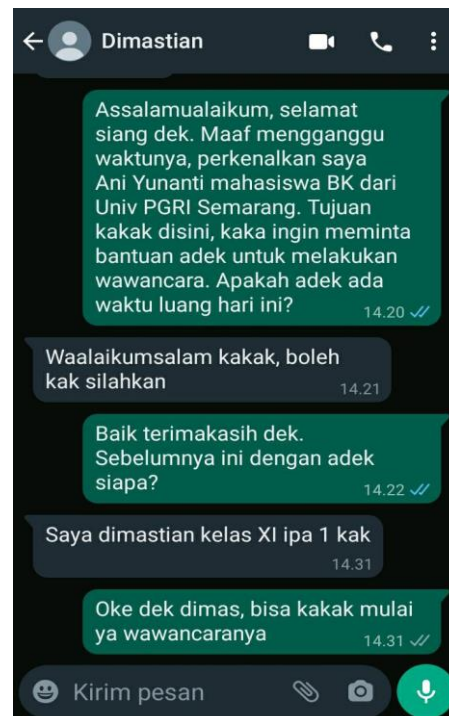 Dimastian
Assalamualaikum, selamat
siang dek. Maaf mengganggu
waktunya, perkenalkan saya
Ani Yunanti mahasiswa BK dari
Univ PGRI Semarang. Tujuan
kakak disini, kaka ingin meminta
bantuan adek untuk melakukan
wawancara. Apakah adek ada
waktu luang hari ini?
14.20
Waalaikumsalam kakak, boleh
kak silahkan
14.21
Baik terimakasih dek.
Sebelumnya ini dengan adek
siapa?
14.22
Saya dimastian kelas XI ipa 1 kak
14.31
Oke dek dimas, bisa kakak mulai
ya wawancaranya
14.31
Kirim pesan